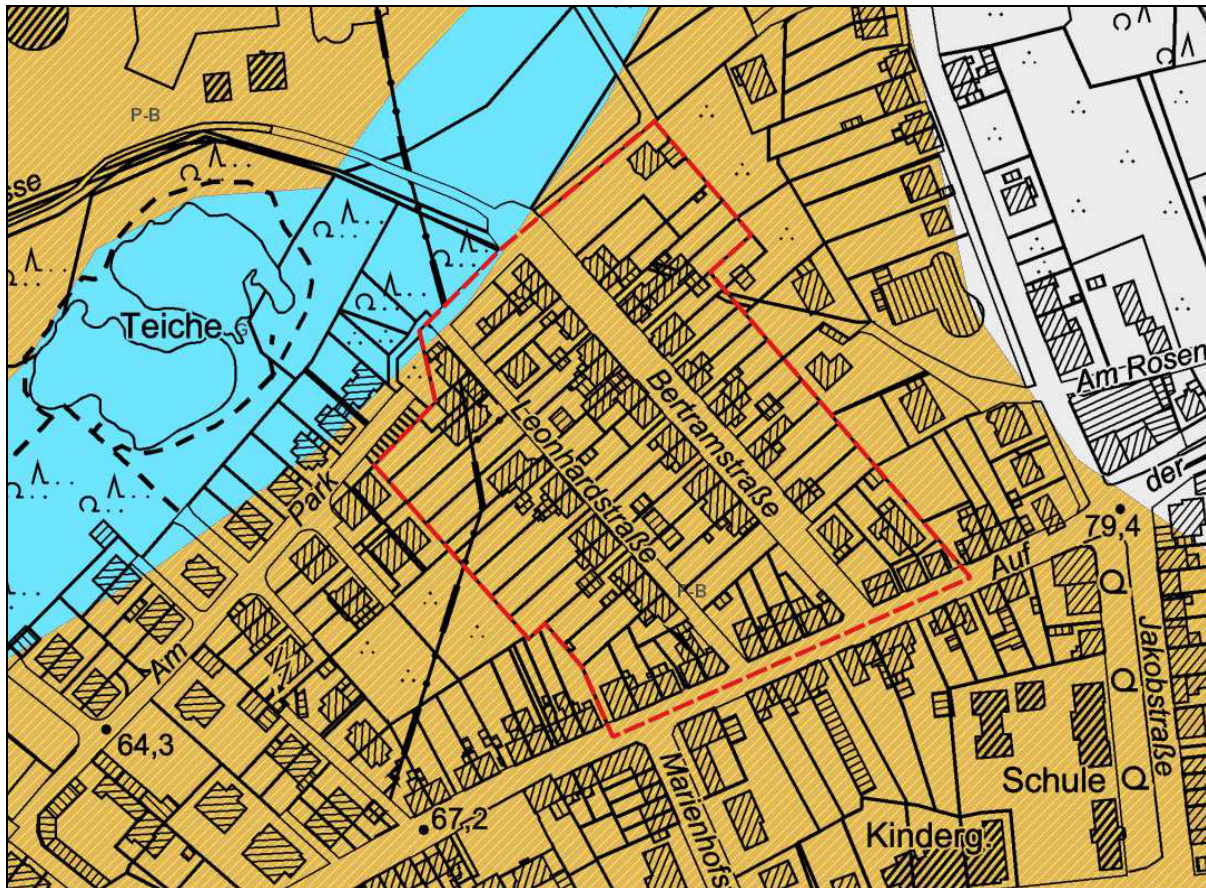 P-B
sse
Teiche
G
Am-Rosen
Bertramstraße
Leonhardstraße
der
Park
79,4
Auf
P-B
Am
Jakobstraße
64,3
Schule
67,2
Marienhofs
Kinderg.